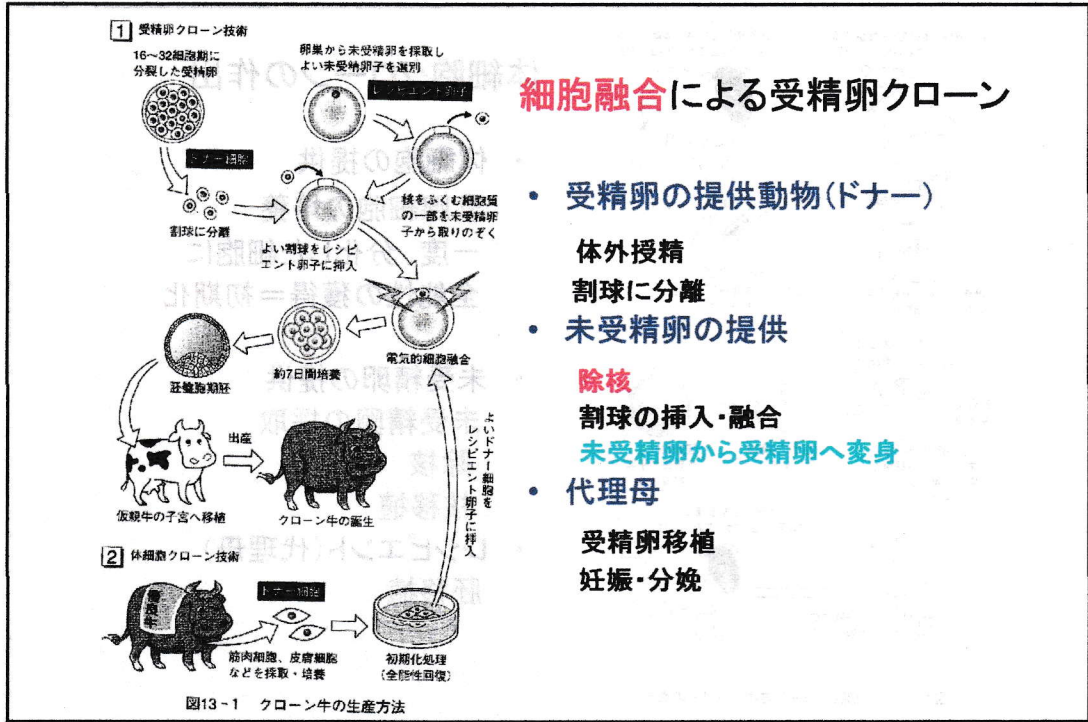 1 受精卵クローン技術
16～32細胞期に
分裂した受精卵
卵巣から未受精卵を採取し
よい未受精卵子を選別
レシピエント卵子
ドナー細胞
割球に分離
よい割球をレシピ
エント卵子に挿入
核をふくむ細胞質
の一部を未受精卵
子から取りのぞく
電気的細胞融合
約7日間培養
胚盤胞期胚
仮親牛の子宮へ移植
出産
クローン牛の誕生
よいドナー細胞を
レシピエント卵子に挿入
2 体細胞クローン技術
優良牛
ドナー細胞
筋肉細胞、皮膚細胞
などを採取・培養
初期化処理
(全能性回復)
図13-1 クローン牛の生産方法
細胞融合による受精卵クローン
・ 受精卵の提供動物(ドナー)
体外授精
割球に分離
・ 未受精卵の提供
除核
割球の挿入・融合
未受精卵から受精卵へ変身
・ 代理母
受精卵移植
妊娠・分娩